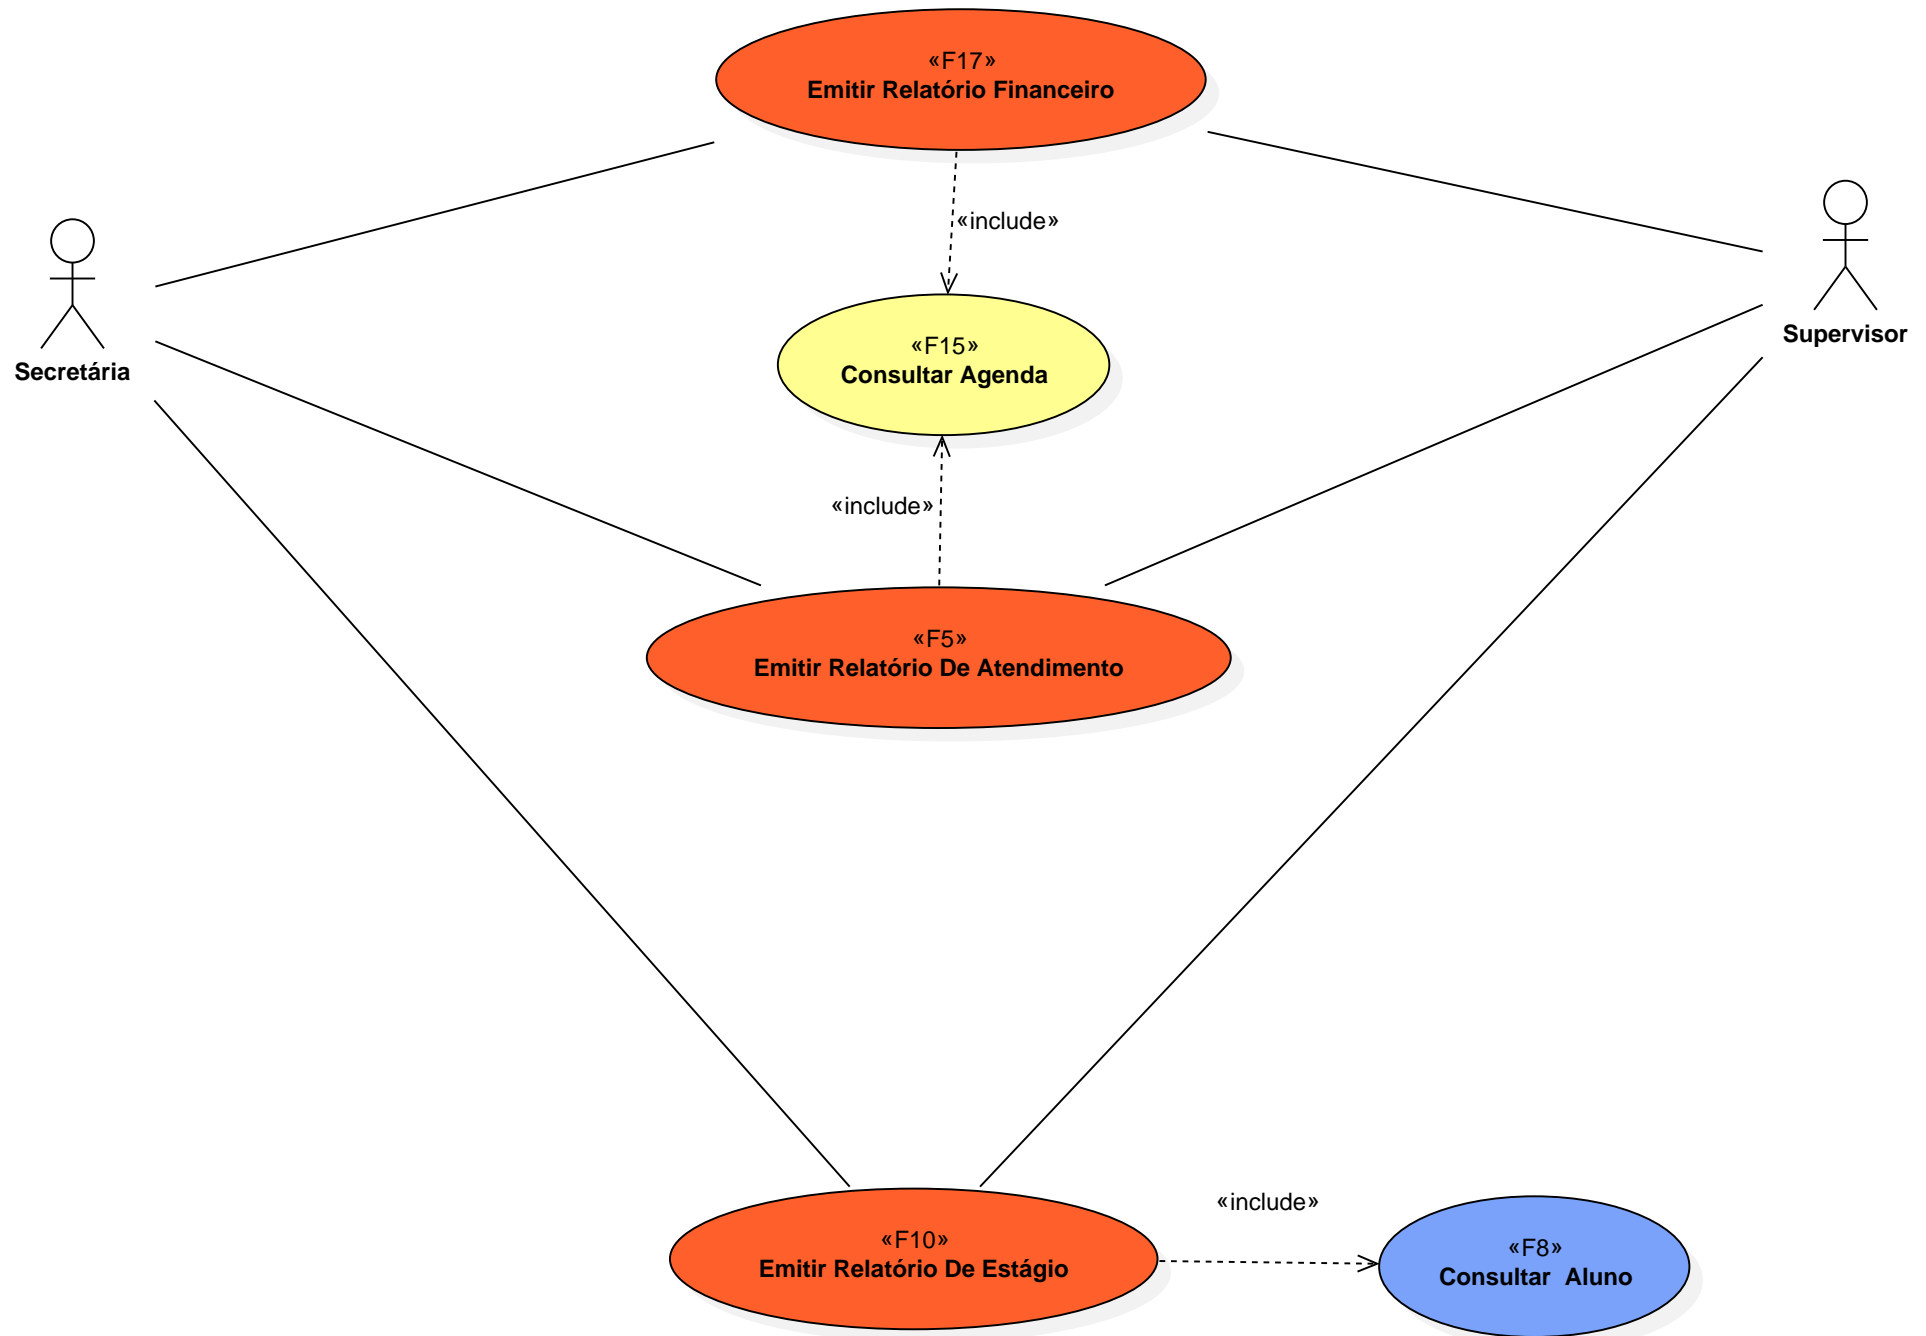 «F17»
Emitir Relatório Financeiro
«include»
Secretária
Supervisor
«F15»
Consultar Agenda
«include»
«F5»
Emitir Relatório De Atendimento
«include»
«F10»
Emitir Relatório De Estágio
«F8»
Consultar  Aluno